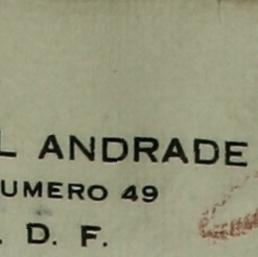 L ANDRADE
UMERO 49
. D. F.